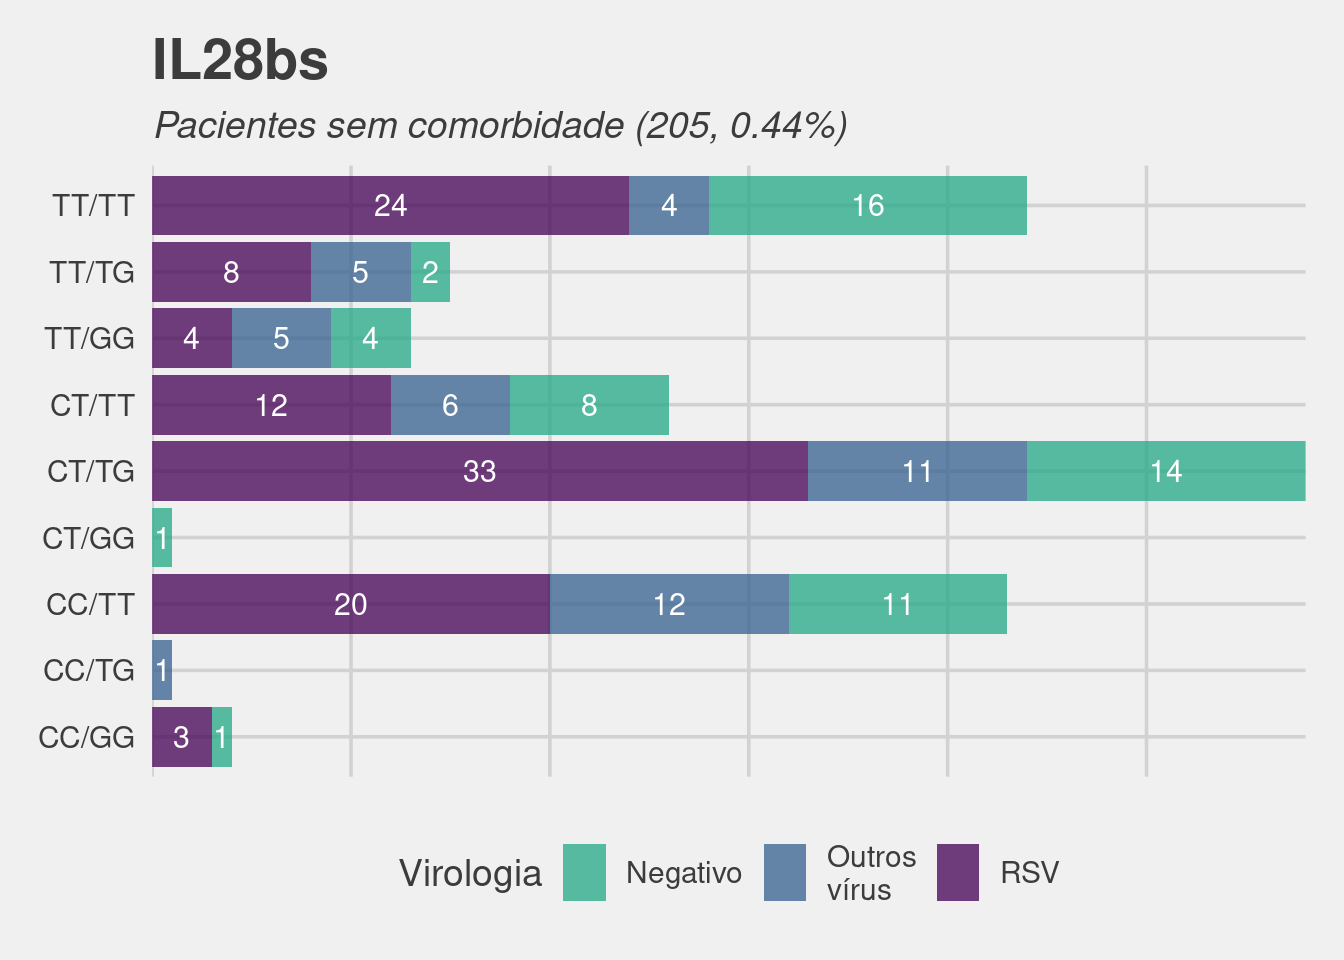 IL28bs
Pacientes sem comorbidade (205, 0.44%)
TT/TT 24 4 16
TT/TG 8 5 2
TT/GG 4 5 4
CT/TT 12 6 8
CT/TG 33 11 14
CT/GG 1
CC/TT 20 12 11
CC/TG 1
CC/GG 3 1
Virologia Negativo Outros vírus RSV